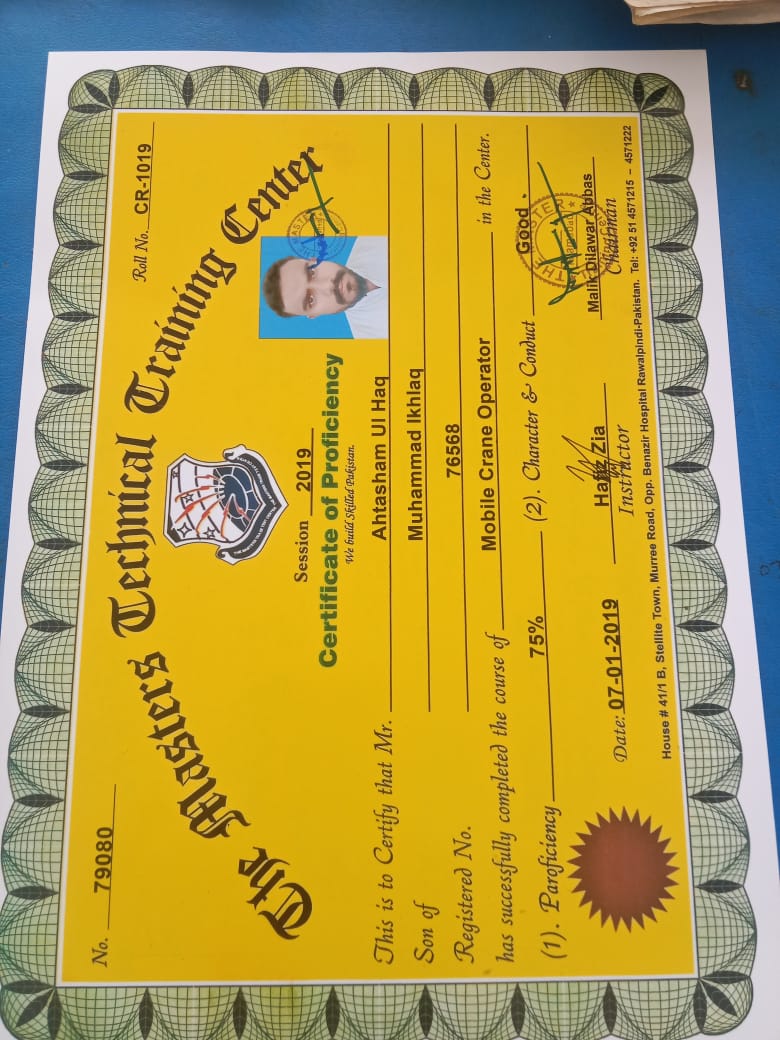 No. 79080
Roll No. CR-1019
The Masters Technical Training Center
Session 2019
Certificate of Proficiency
We build Skilled Pakistan.
This is to Certify that Mr. Ahtasham Ul Haq
Son of Muhammad Ikhlaq
Registered No. 76568
has successfully completed the course of Mobile Crane Operator in the Center.
(1). Paroficiency 75% (2). Character & Conduct Good .
THE MASTER
Date: 07-01-2019
Hafiz Zia
Instructor
Malik Dilawar Abbas
Chairman
House # 41/1 B, Stellite Town, Murree Road, Opp. Benazir Hospital Rawalpindi-Pakistan. Tel: +92 51 4571215 – 4571222